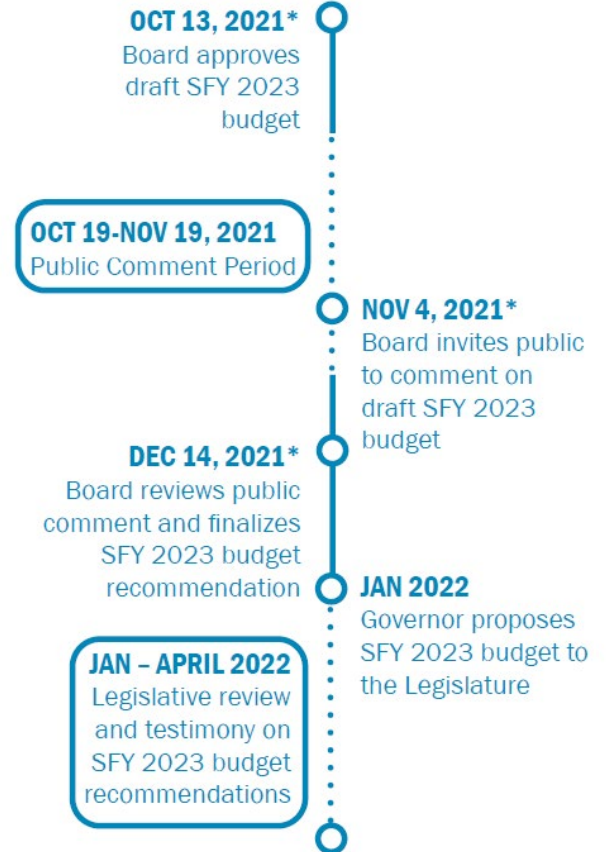 OCT 13, 2021*
Board approves
draft SFY 2023
budget
OCT 19-NOV 19, 2021
Public Comment Period
NOV 4, 2021*
Board invites public
to comment on
draft SFY 2023
budget
DEC 14, 2021*
Board reviews public
comment and finalizes
SFY 2023 budget
recommendation
JAN 2022
Governor proposes
SFY 2023 budget to
the Legislature
JAN – APRIL 2022
Legislative review
and testimony on
SFY 2023 budget
recommendations